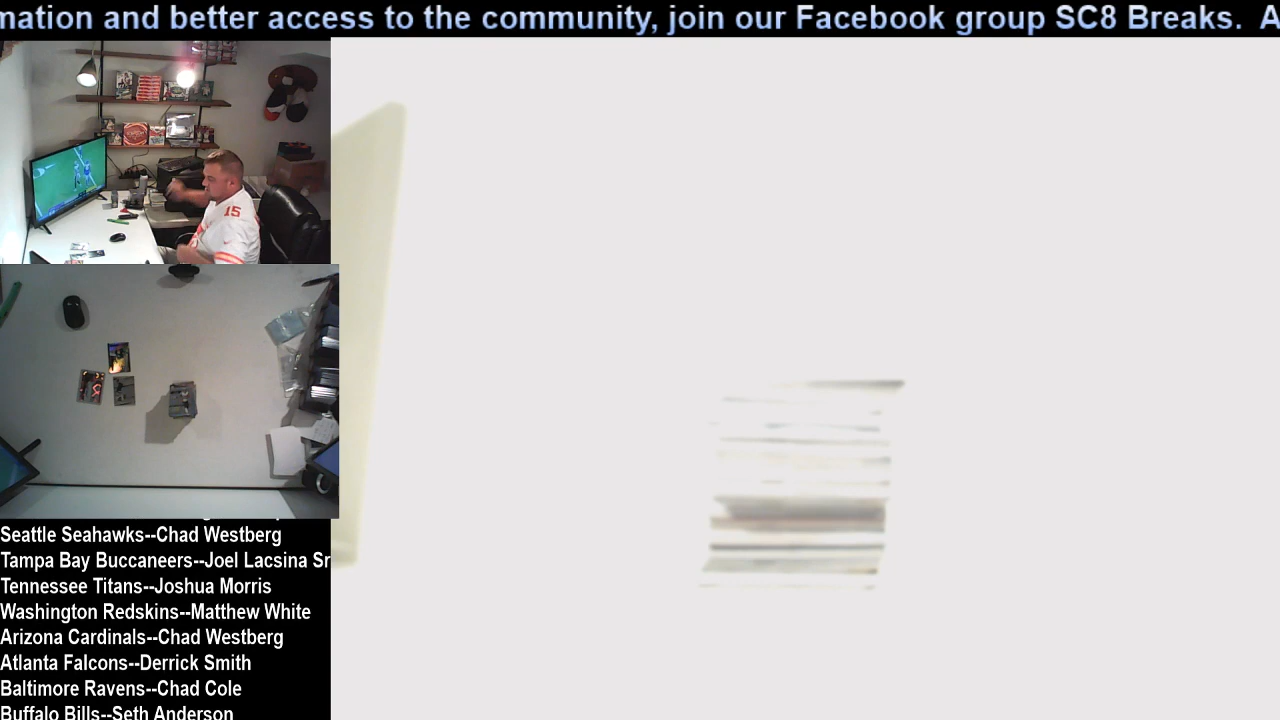 mation and better access to the community, join our Facebook group SC8 Breaks. A
15
Seattle Seahawks--Chad Westberg
Tampa Bay Buccaneers--Joel Lacsina Sr
Tennessee Titans--Joshua Morris
Washington Redskins--Matthew White
Arizona Cardinals--Chad Westberg
Atlanta Falcons--Derrick Smith
Baltimore Ravens--Chad Cole
Buffalo Bills--Seth Anderson